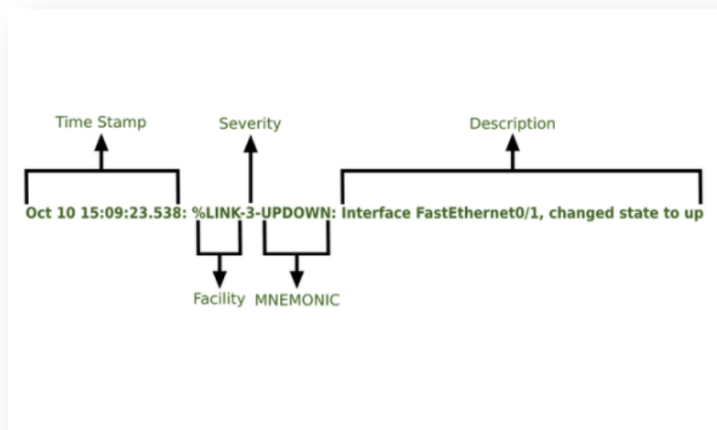 Time Stamp Severity Description
Oct 10 15:09:23.538: %LINK-3-UPDOWN: Interface FastEthernet0/1, changed state to up
Facility MNEMONIC